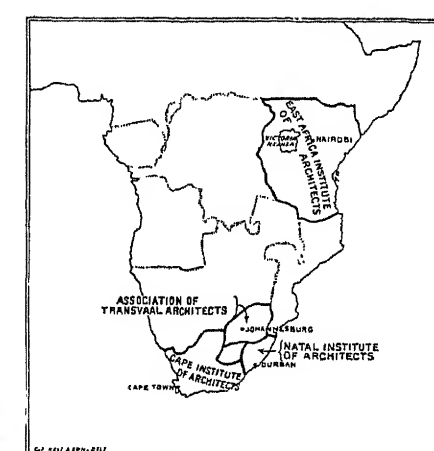 EAST AFRICA INSTITUTE
OF
ARCHITECTS
VICTORIA
NYANZA
NAIROBI
ASSOCIATION OF
TRANSVAAL ARCHITECTS
JOHANNESBURG
NATAL INSTITUTE
OF ARCHITECTS
DURBAN
CAPE INSTITUTE
OF ARCHITECTS
CAPE TOWN